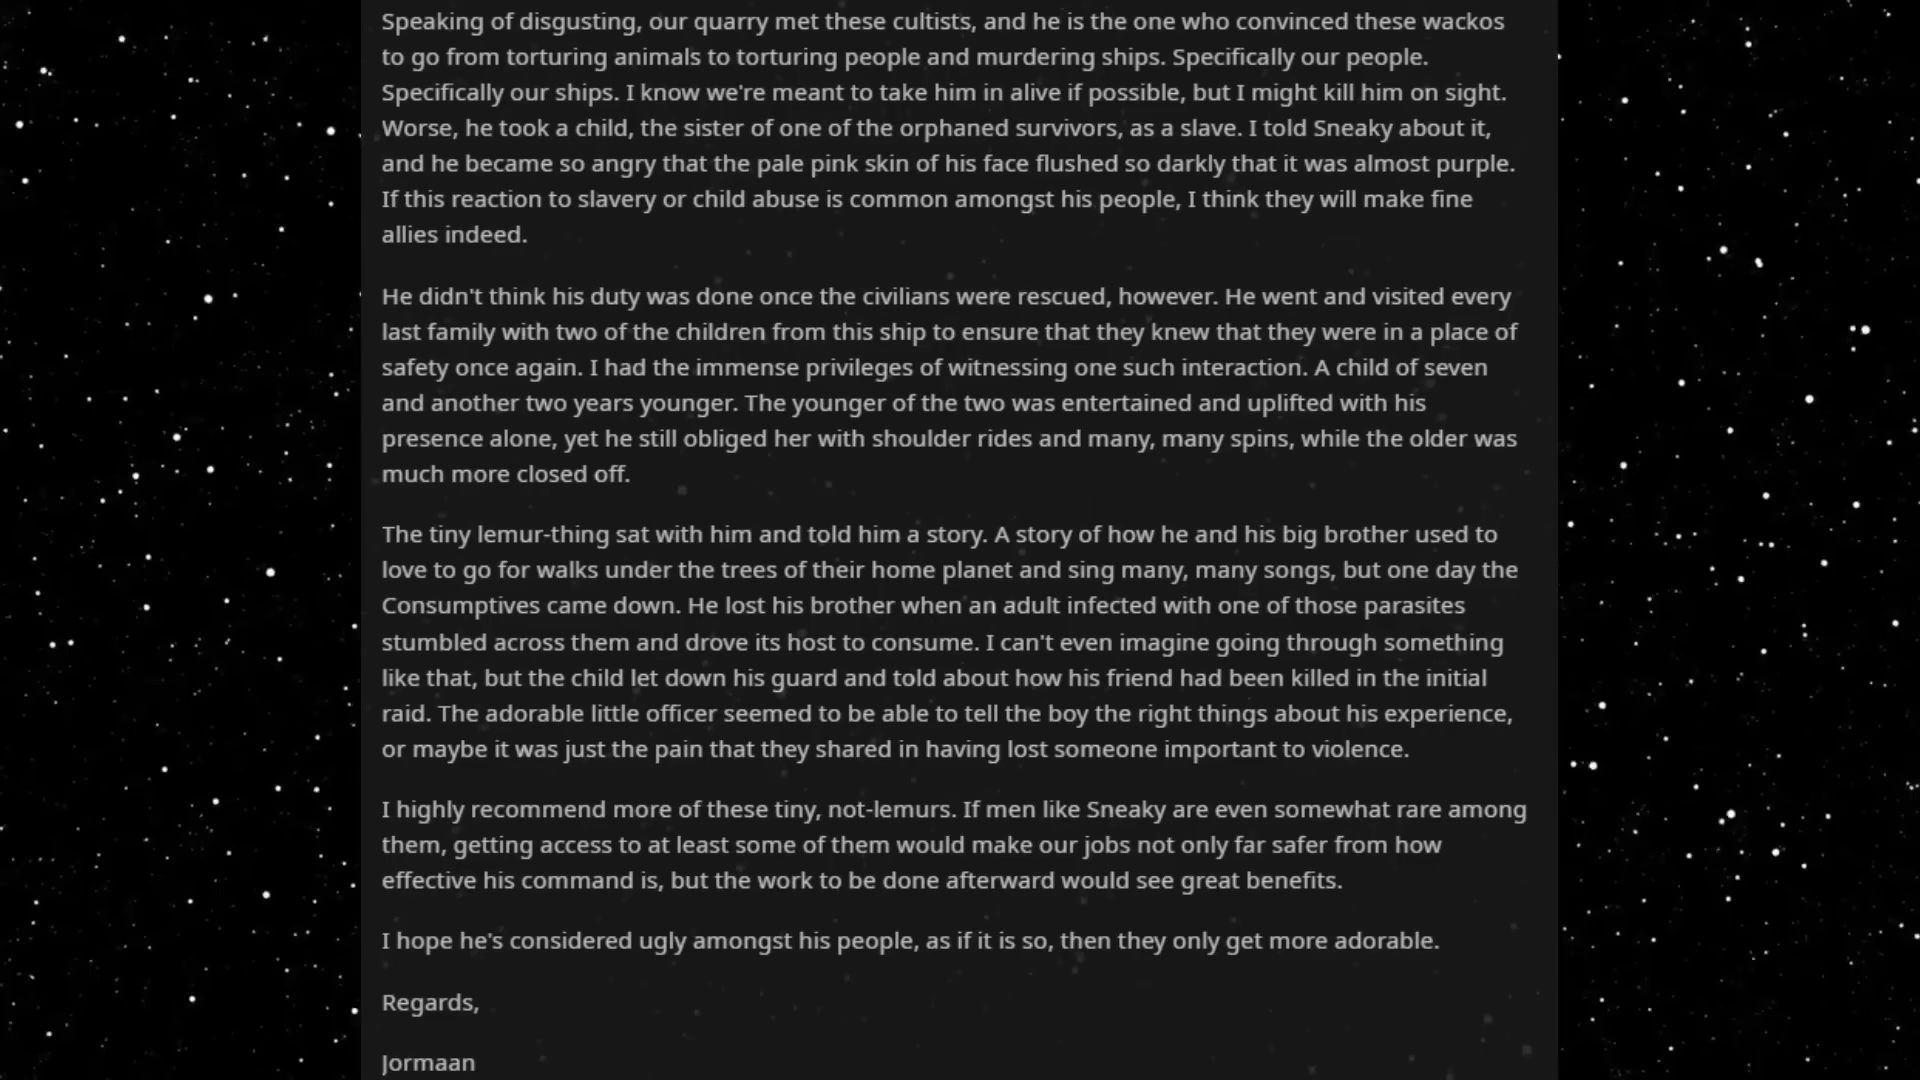 Speaking of disgusting, our quarry met these cultists, and he is the one who convinced these wackos
to go from torturing animals to torturing people and murdering ships. Specifically our people.
Specifically our ships. I know we're meant to take him in alive if possible, but I might kill him on sight.
Worse, he took a child, the sister of one of the orphaned survivors, as a slave. I told Sneaky about it,
and he became so angry that the pale pink skin of his face flushed so darkly that it was almost purple.
If this reaction to slavery or child abuse is common amongst his people, I think they will make fine
allies indeed.
He didn't think his duty was done once the civilians were rescued, however. He went and visited every
last family with two of the children from this ship to ensure that they knew that they were in a place of
safety once again. I had the immense privileges of witnessing one such interaction. A child of seven
and another two years younger. The younger of the two was entertained and uplifted with his
presence alone, yet he still obliged her with shoulder rides and many, many spins, while the older was
much more closed off.
The tiny lemur-thing sat with him and told him a story. A story of how he and his big brother used to
love to go for walks under the trees of their home planet and sing many, many songs, but one day the
Consumptives came down. He lost his brother when an adult infected with one of those parasites
stumbled across them and drove its host to consume. I can't even imagine going through something
like that, but the child let down his guard and told about how his friend had been killed in the initial
raid. The adorable little officer seemed to be able to tell the boy the right things about his experience,
or maybe it was just the pain that they shared in having lost someone important to violence.
I highly recommend more of these tiny, not-lemurs. If men like Sneaky are even somewhat rare among
them, getting access to at least some of them would make our jobs not only far safer from how
effective his command is, but the work to be done afterward would see great benefits.
I hope he's considered ugly amongst his people, as if it is so, then they only get more adorable.
Regards,
Jormaan